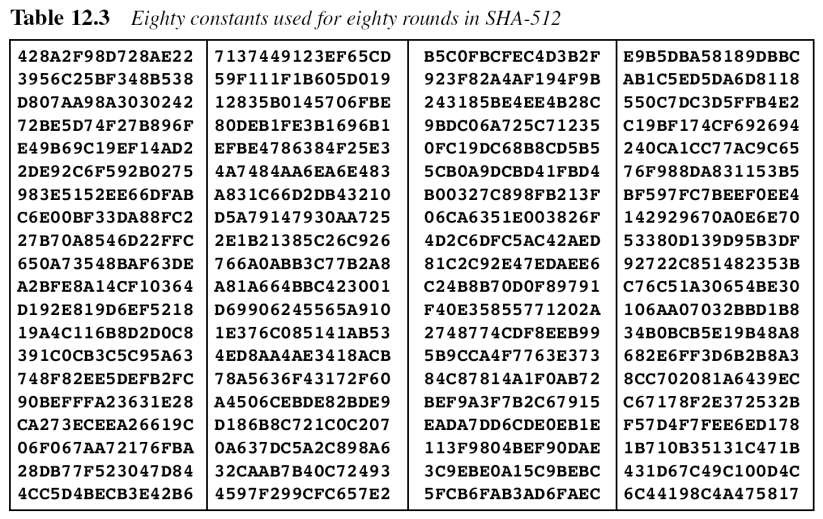 Table 12.3 Eighty constants used for eighty rounds in SHA-512
428A2F98D728AE22 7137449123EF65CD B5C0FBCFEC4D3B2F E9B5DBA58189DBBC
3956C25BF348B538 59F111F1B605D019 923F82A4AF194F9B AB1C5ED5DA6D8118
D807AA98A3030242 12835B0145706FBE 243185BE4EE4B28C 550C7DC3D5FFB4E2
72BE5D74F27B896F 80DEB1FE3B1696B1 9BDC06A725C71235 C19BF174CF692694
E49B69C19EF14AD2 EFBE4786384F25E3 0FC19DC68B8CD5B5 240CA1CC77AC9C65
2DE92C6F592B0275 4A7484AA6EA6E483 5CB0A9DCBD41FBD4 76F988DA831153B5
983E5152EE66DFAB A831C66D2DB43210 B00327C898FB213F BF597FC7BEEF0EE4
C6E00BF33DA88FC2 D5A79147930AA725 06CA6351E003826F 142929670A0E6E70
27B70A8546D22FFC 2E1B21385C26C926 4D2C6DFC5AC42AED 53380D139D95B3DF
650A73548BAF63DE 766A0ABB3C77B2A8 81C2C92E47EDAEE6 92722C851482353B
A2BFE8A14CF10364 A81A664BBC423001 C24B8B70D0F89791 C76C51A30654BE30
D192E819D6EF5218 D69906245565A910 F40E35855771202A 106AA07032BBD1B8
19A4C116B8D2D0C8 1E376C085141AB53 2748774CDF8EEB99 34B0BCB5E19B48A8
391C0CB3C5C95A63 4ED8AA4AE3418ACB 5B9CCA4F7763E373 682E6FF3D6B2B8A3
748F82EE5DEFB2FC 78A5636F43172F60 84C87814A1F0AB72 8CC702081A6439EC
90BEFFFA23631E28 A4506CEBDE82BDE9 BEF9A3F7B2C67915 C67178F2E372532B
CA273ECEEA26619C D186B8C721C0C207 EADA7DD6CDE0EB1E F57D4F7FEE6ED178
06F067AA72176FBA 0A637DC5A2C898A6 113F9804BEF90DAE 1B710B35131C471B
28DB77F523047D84 32CAAB7B40C72493 3C9EBE0A15C9BEBC 431D67C49C100D4C
4CC5D4BECB3E42B6 4597F299CFC657E2 5FCB6FAB3AD6FAEC 6C44198C4A475817